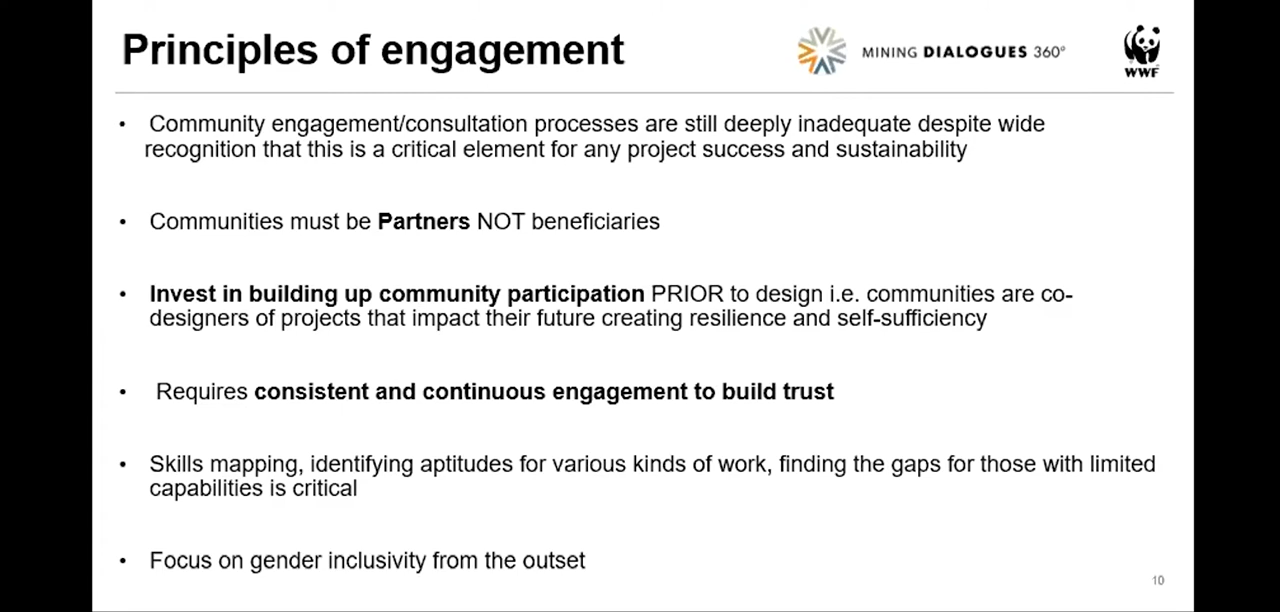 Principles of engagement
MINING DIALOGUES 360°
WWF
• Community engagement/consultation processes are still deeply inadequate despite wide
recognition that this is a critical element for any project success and sustainability
• Communities must be Partners NOT beneficiaries
• Invest in building up community participation PRIOR to design i.e. communities are co-
designers of projects that impact their future creating resilience and self-sufficiency
• Requires consistent and continuous engagement to build trust
• Skills mapping, identifying aptitudes for various kinds of work, finding the gaps for those with limited
capabilities is critical
• Focus on gender inclusivity from the outset
10